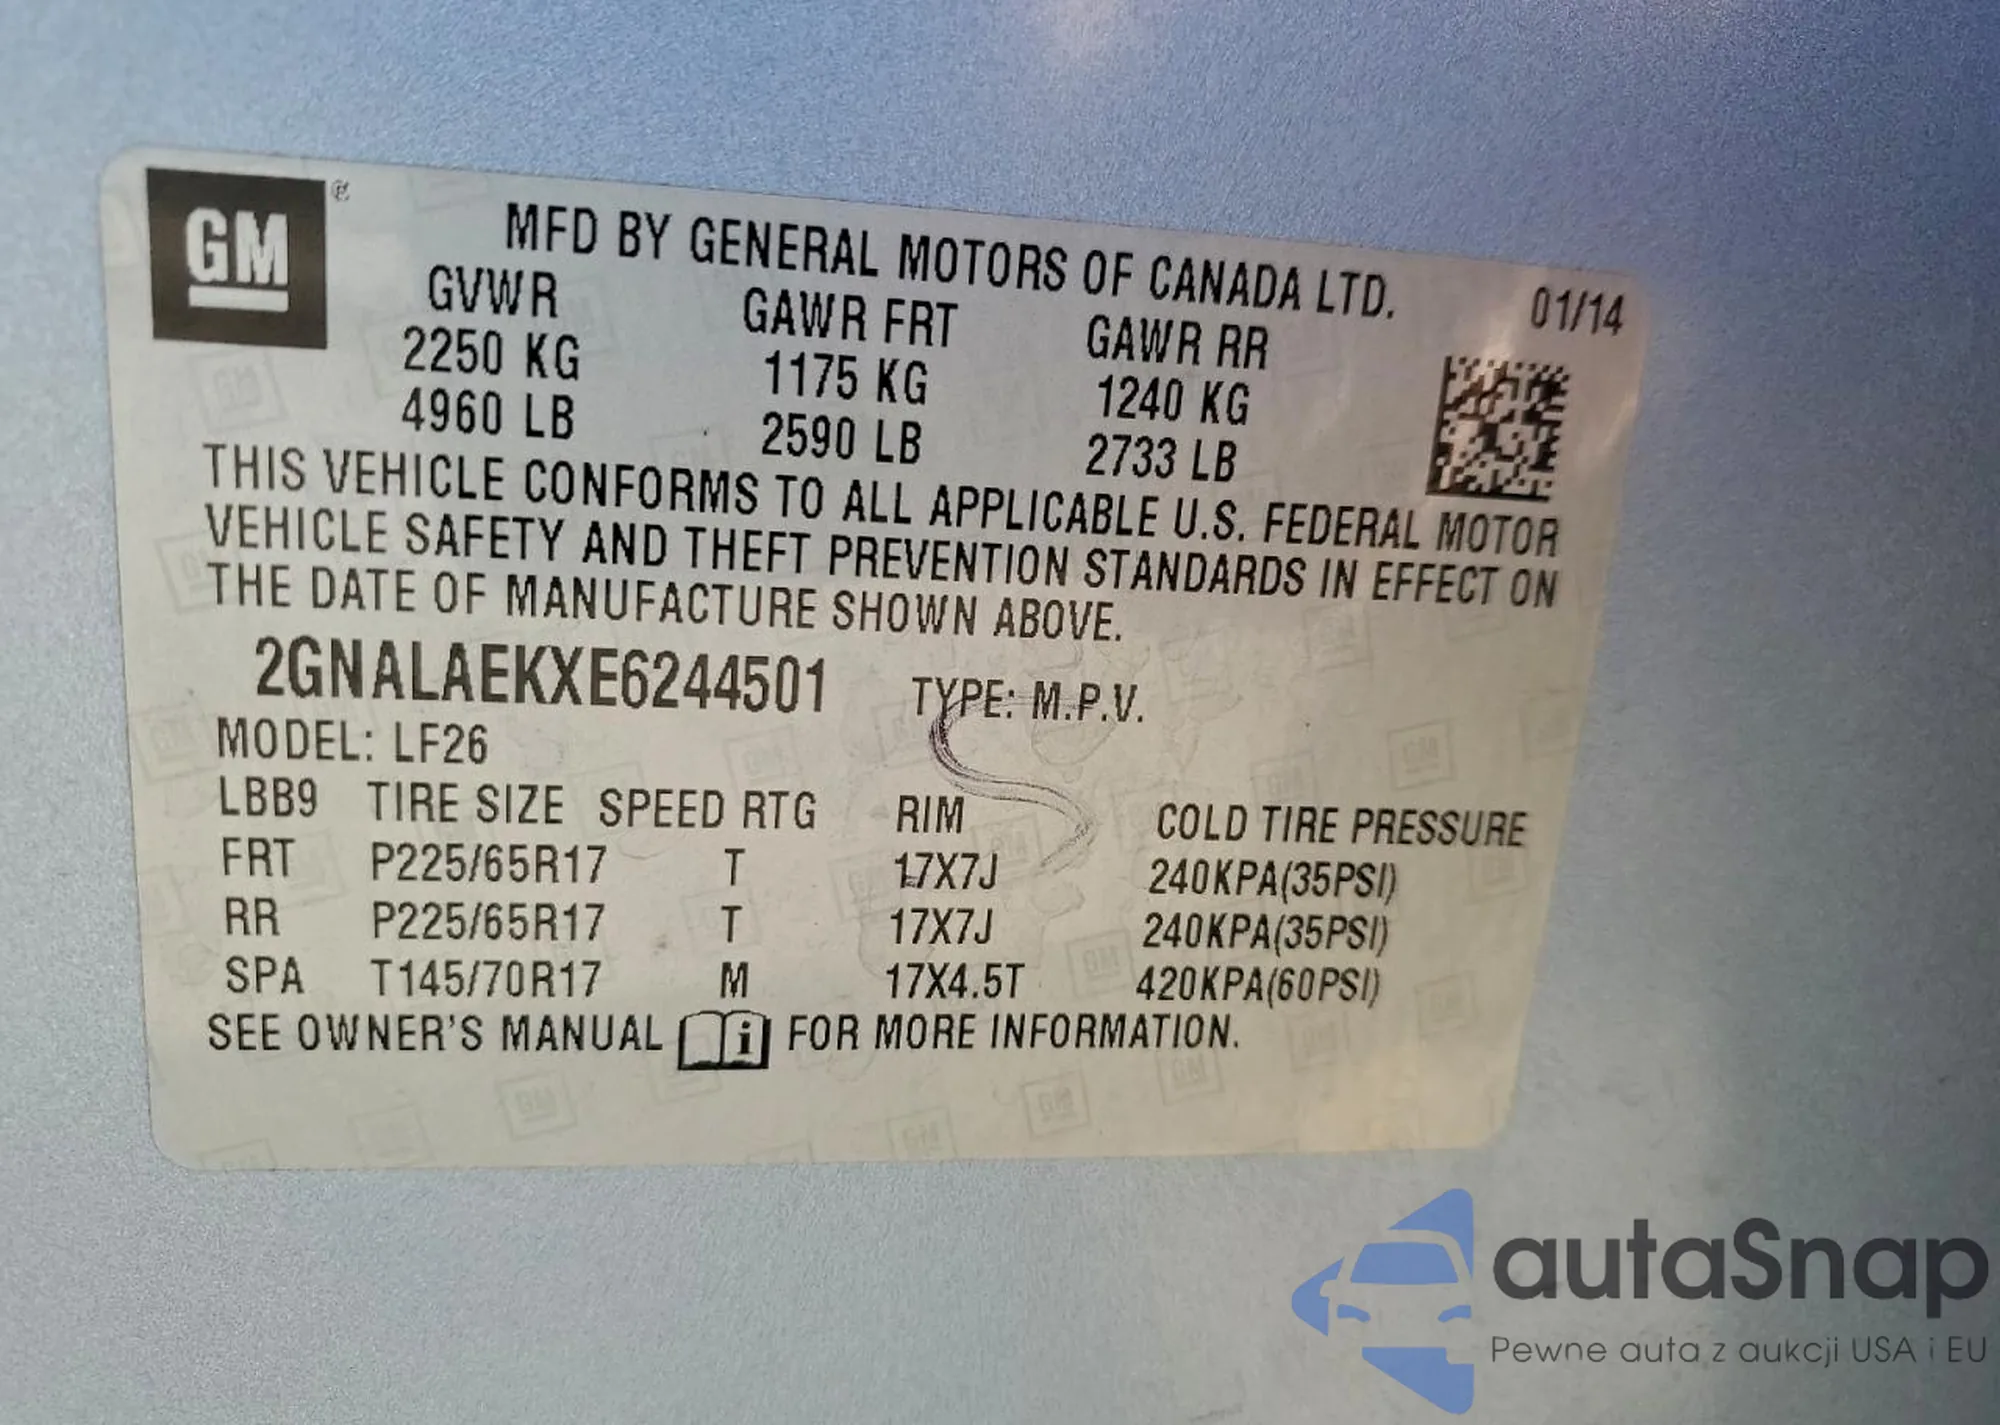 GM ®
MFD BY GENERAL MOTORS OF CANADA LTD.
01/14
GVWR GAWR FRT GAWR RR
2250 KG 1175 KG 1240 KG
4960 LB 2590 LB 2733 LB
THIS VEHICLE CONFORMS TO ALL APPLICABLE U.S. FEDERAL MOTOR
VEHICLE SAFETY AND THEFT PREVENTION STANDARDS IN EFFECT ON
THE DATE OF MANUFACTURE SHOWN ABOVE.
2GNALAEKXE6244501 TYPE: M.P.V.
MODEL: LF26
LBB9 TIRE SIZE SPEED RTG RIM COLD TIRE PRESSURE
FRT P225/65R17 T 17X7J 240KPA(35PSI)
RR P225/65R17 T 17X7J 240KPA(35PSI)
SPA T145/70R17 M 17X4.5T 420KPA(60PSI)
SEE OWNER'S MANUAL i FOR MORE INFORMATION.
autaSnap
Pewne auta z aukcji USA i EU